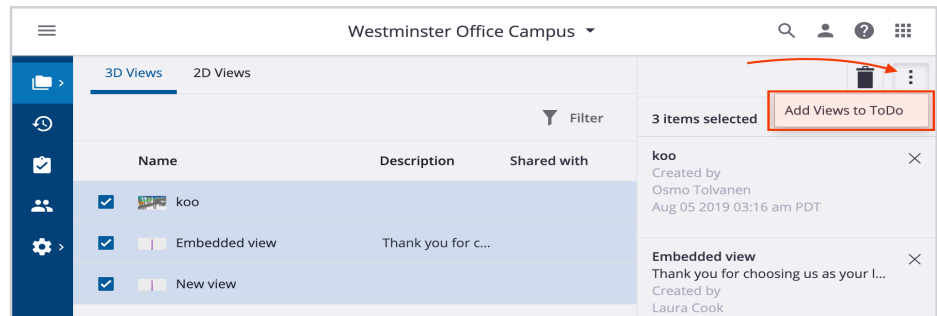 Westminster Office Campus
3D Views 2D Views
Filter
Name Description Shared with
koo
Embedded view Thank you for c...
New view
Add Views to ToDo
3 items selected
koo
Created by
Osmo Tolvanen
Aug 05 2019 03:16 am PDT
Embedded view
Thank you for choosing us as your l...
Created by
Laura Cook